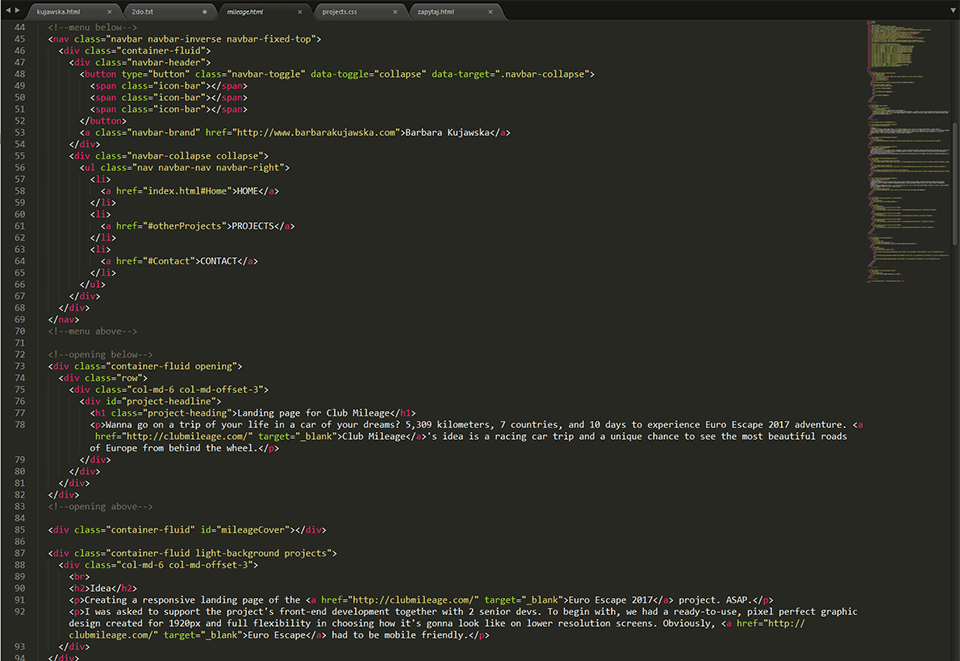 kujawska.html × 2do.txt mileage.html × projects.css × zapytaj.html ×
44 <!--menu below-->
45 <nav class="navbar navbar-inverse navbar-fixed-top">
46 <div class="container-fluid">
47 <div class="navbar-header">
48 <button type="button" class="navbar-toggle" data-toggle="collapse" data-target=".navbar-collapse">
49 <span class="icon-bar"></span>
50 <span class="icon-bar"></span>
51 <span class="icon-bar"></span>
52 </button>
53 <a class="navbar-brand" href="http://www.barbarakujawska.com">Barbara Kujawska</a>
54 </div>
55 <div class="navbar-collapse collapse">
56 <ul class="nav navbar-nav navbar-right">
57 <li>
58 <a href="index.html#Home">HOME</a>
59 </li>
60 <li>
61 <a href="#otherProjects">PROJECTS</a>
62 </li>
63 <li>
64 <a href="#Contact">CONTACT</a>
65 </li>
66 </ul>
67 </div>
68 </div>
69 </nav>
70 <!--menu above-->
71
72 <!--opening below-->
73 <div class="container-fluid opening">
74 <div class="row">
75 <div class="col-md-6 col-md-offset-3">
76 <div id="project-headline">
77 <h1 class="project-heading">Landing page for Club Mileage</h1>
78 <p>Wanna go on a trip of your life in a car of your dreams? 5,309 kilometers, 7 countries, and 10 days to experience Euro Escape 2017 adventure. <a
href="http://clubmileage.com/" target="_blank">Club Mileage</a>'s idea is a racing car trip and a unique chance to see the most beautiful roads
of Europe from behind the wheel.</p>
79 </div>
80 </div>
81 </div>
82 </div>
83 <!--opening above-->
84
85 <div class="container-fluid" id="mileageCover"></div>
86
87 <div class="container-fluid light-background projects">
88 <div class="col-md-6 col-md-offset-3">
89 <br>
90 <h2>Idea</h2>
91 <p>Creating a responsive landing page of the <a href="http://clubmileage.com/" target="_blank">Euro Escape 2017</a> project. ASAP.</p>
92 <p>I was asked to support the project's front-end development together with 2 senior devs. To begin with, we had a ready-to-use, pixel perfect graphic
design created for 1920px and full flexibility in choosing how it's gonna look like on lower resolution screens. Obviously, <a href="http://
clubmileage.com/" target="_blank">Euro Escape</a> had to be mobile friendly.</p>
93 </div>
94 </div>